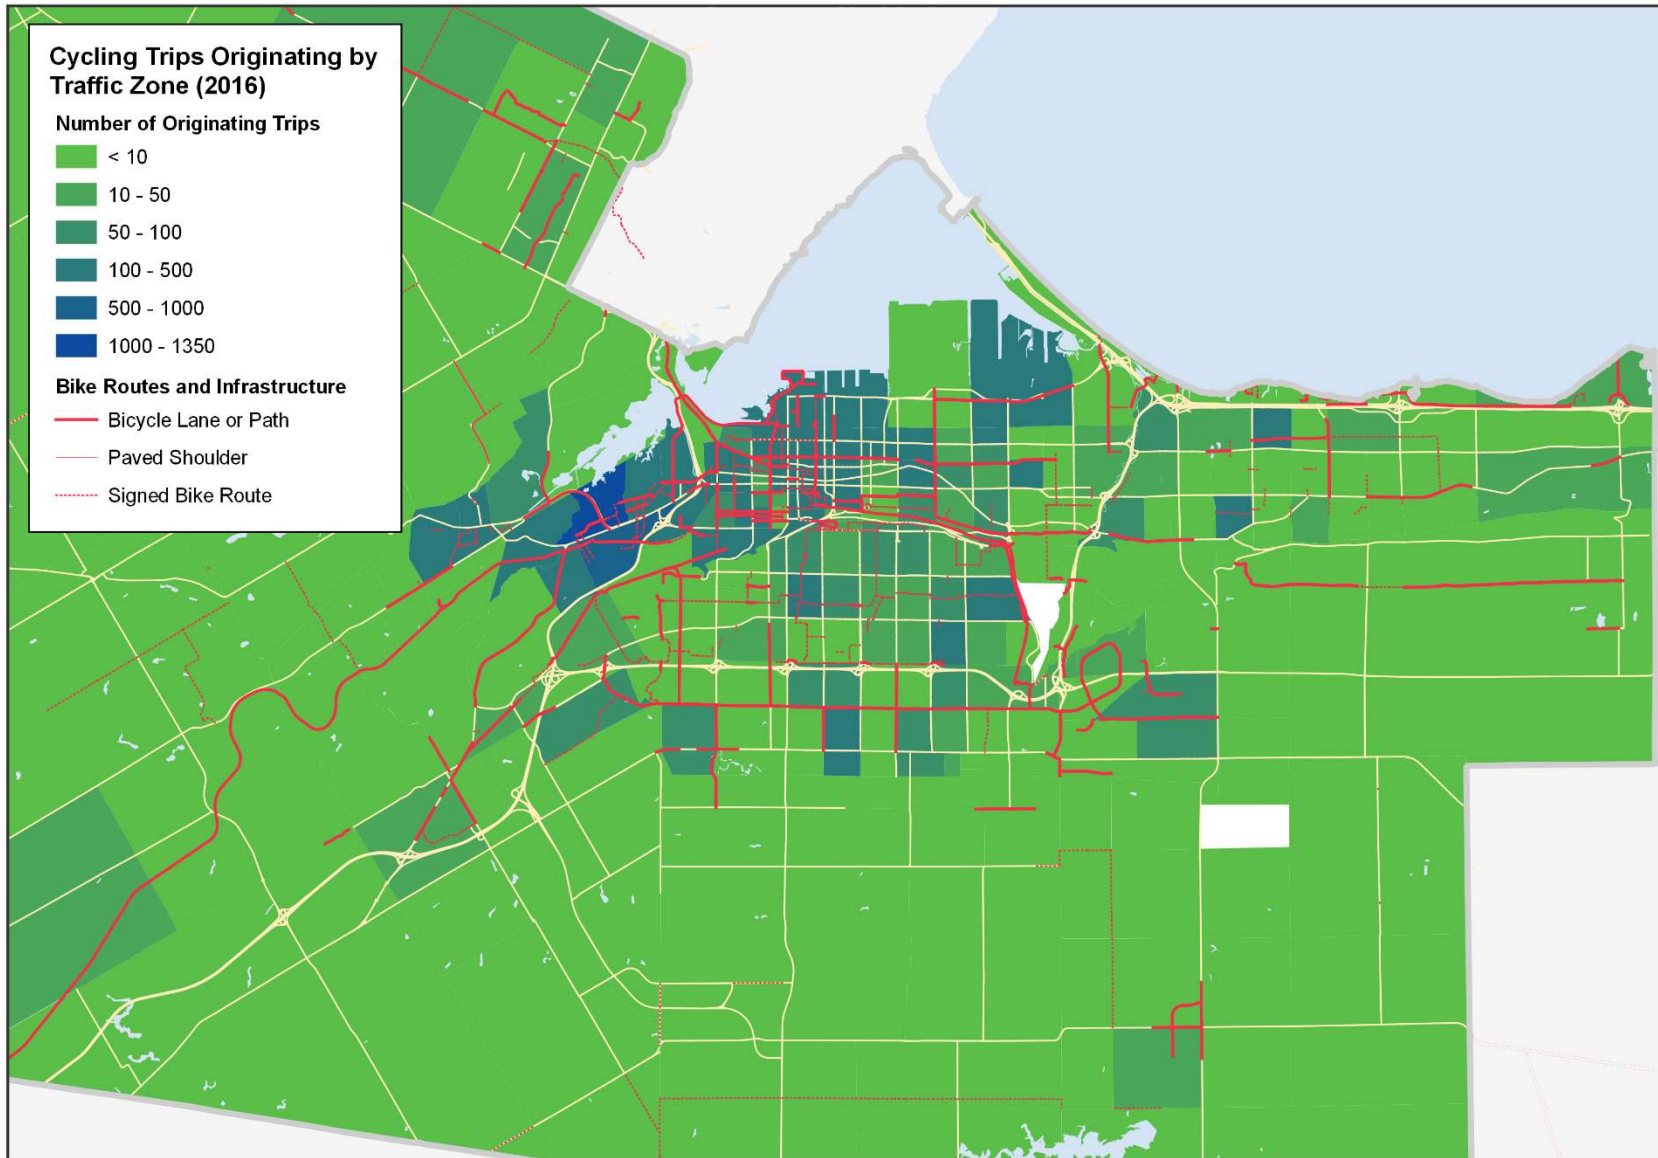 Cycling Trips Originating by
Traffic Zone (2016)
Number of Originating Trips
< 10
10 - 50
50 - 100
100 - 500
500 - 1000
1000 - 1350
Bike Routes and Infrastructure
Bicycle Lane or Path
Paved Shoulder
Signed Bike Route